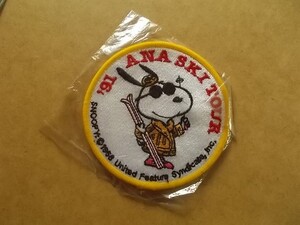 '91 ANA SKI TOUR
SNOOPY: ©1958 United Feature Syndicate, Inc.